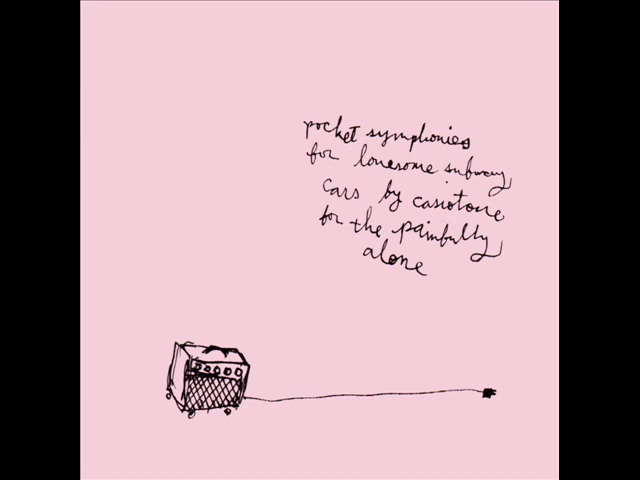 pocket symphonies
for lonesome subway
cars by casiotone
for the painfully
alone